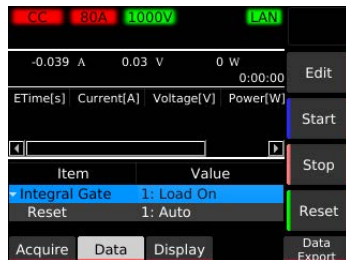 CC 80A 1000V LAN
-0.039 A 0.03 V 0 W
0:00:00
Edit
ETime[s] Current[A] Voltage[V] Power[W]
Start
Stop
Item Value
Integral Gate 1: Load On
Reset 1: Auto
Reset
Acquire Data Display
Data Export